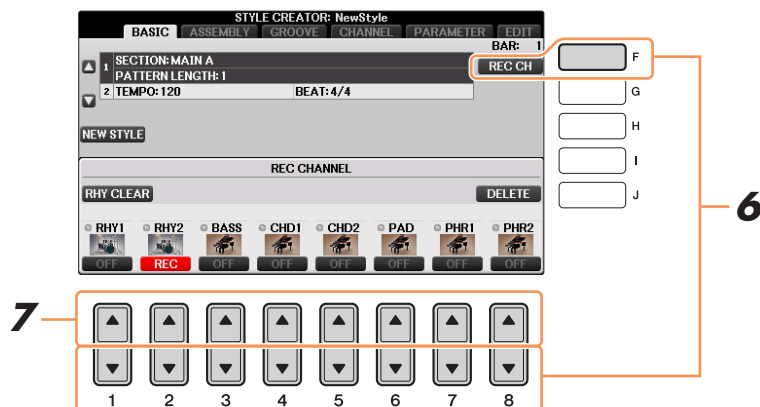 STYLE CREATOR: NewStyle
BASIC ASSEMBLY GROOVE CHANNEL PARAMETER EDIT
BAR: 1
1 SECTION: MAIN A
PATTERN LENGTH: 1
REC CH
2 TEMPO: 120 BEAT: 4/4
NEW STYLE
REC CHANNEL
RHY CLEAR DELETE
RHY1 RHY2 BASS CHD1 CHD2 PAD PHR1 PHR2
OFF REC OFF OFF OFF OFF OFF OFF
F
G
H
I
J
6
7
1 2 3 4 5 6 7 8